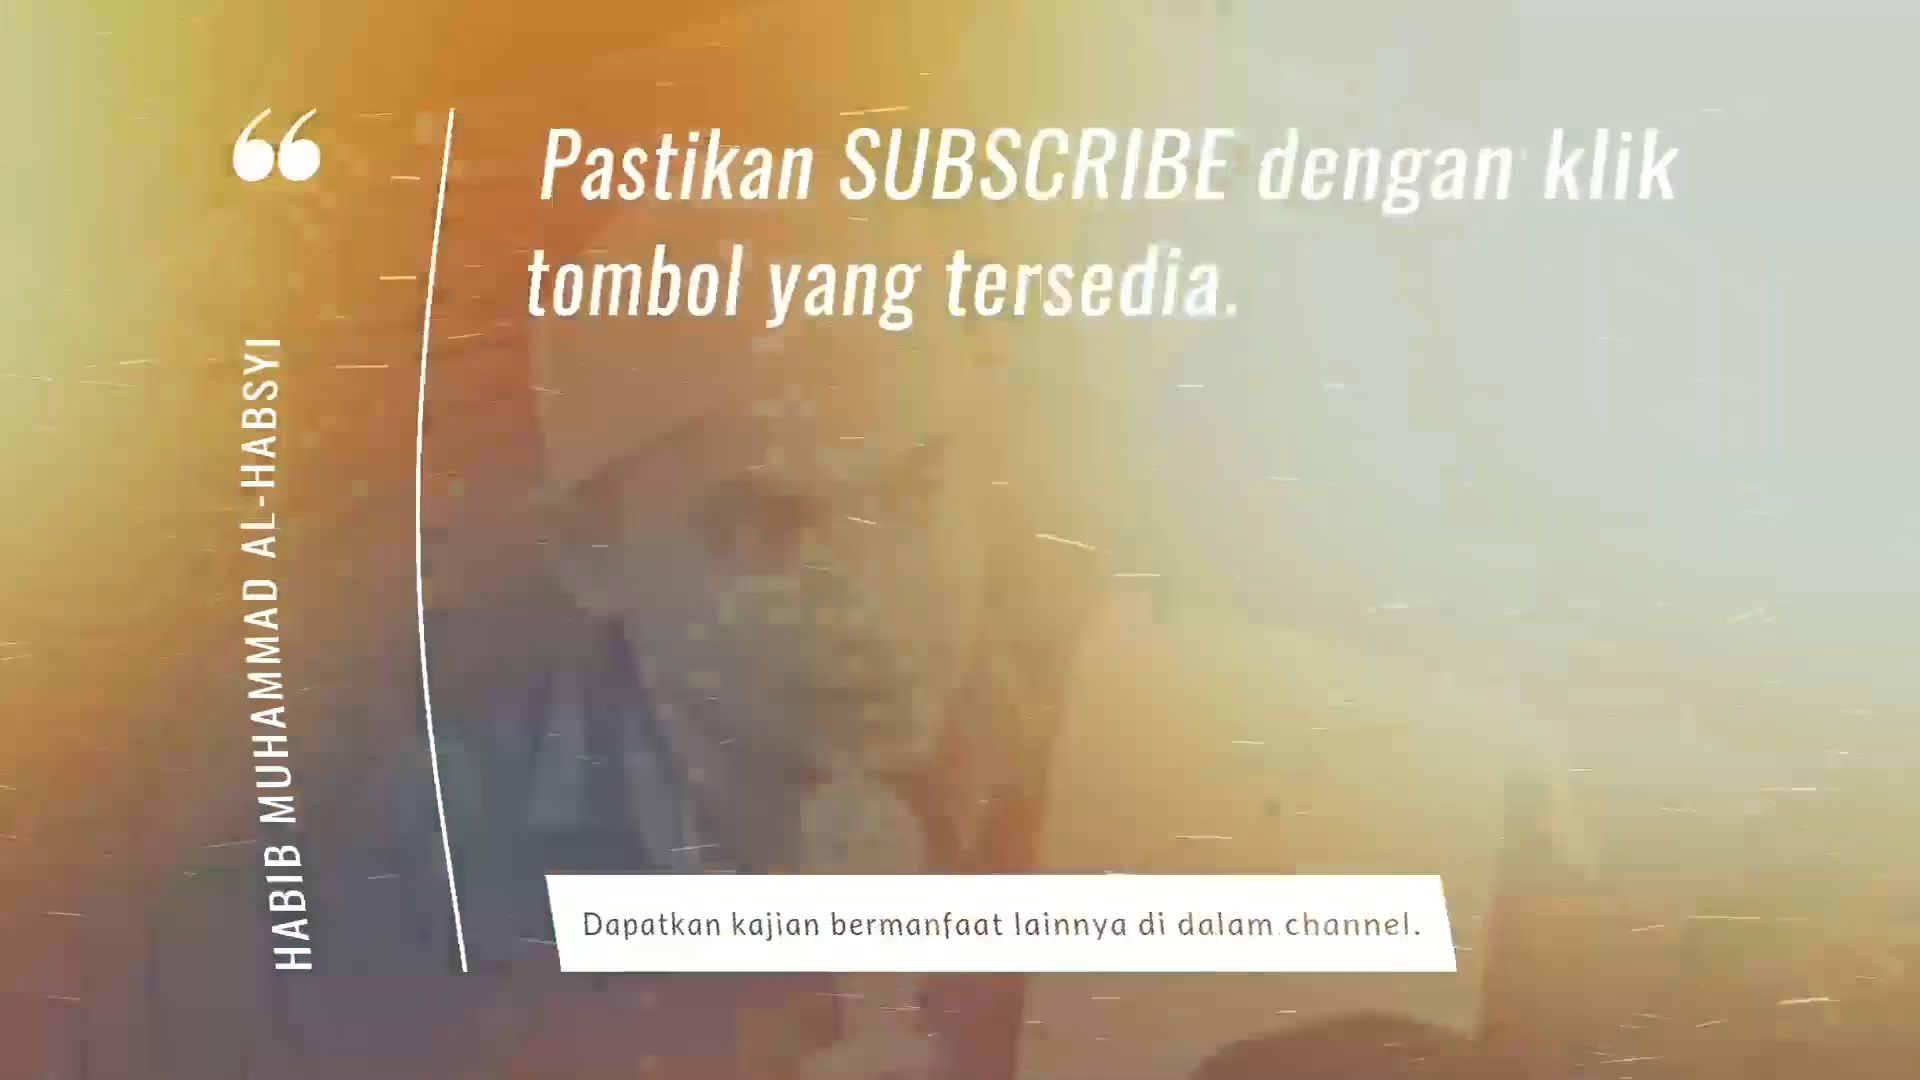 ❝
Pastikan SUBSCRIBE dengan klik
tombol yang tersedia.
HABIB MUHAMMAD AL-HABSYI
Dapatkan kajian bermanfaat lainnya di dalam channel.